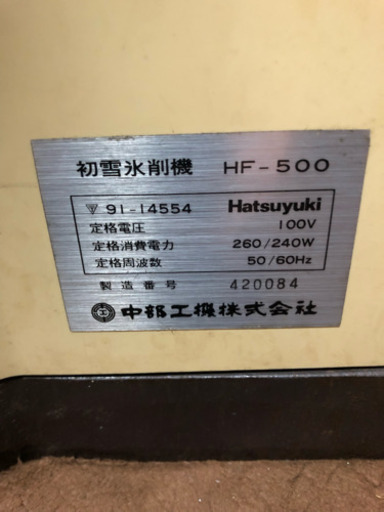 初雪氷削機 HF-500
〒 91-14554 Hatsuyuki
定格電圧 100V
定格消費電力 260/240W
定格周波数 50/60Hz
製造番号 420084
中部工機株式会社